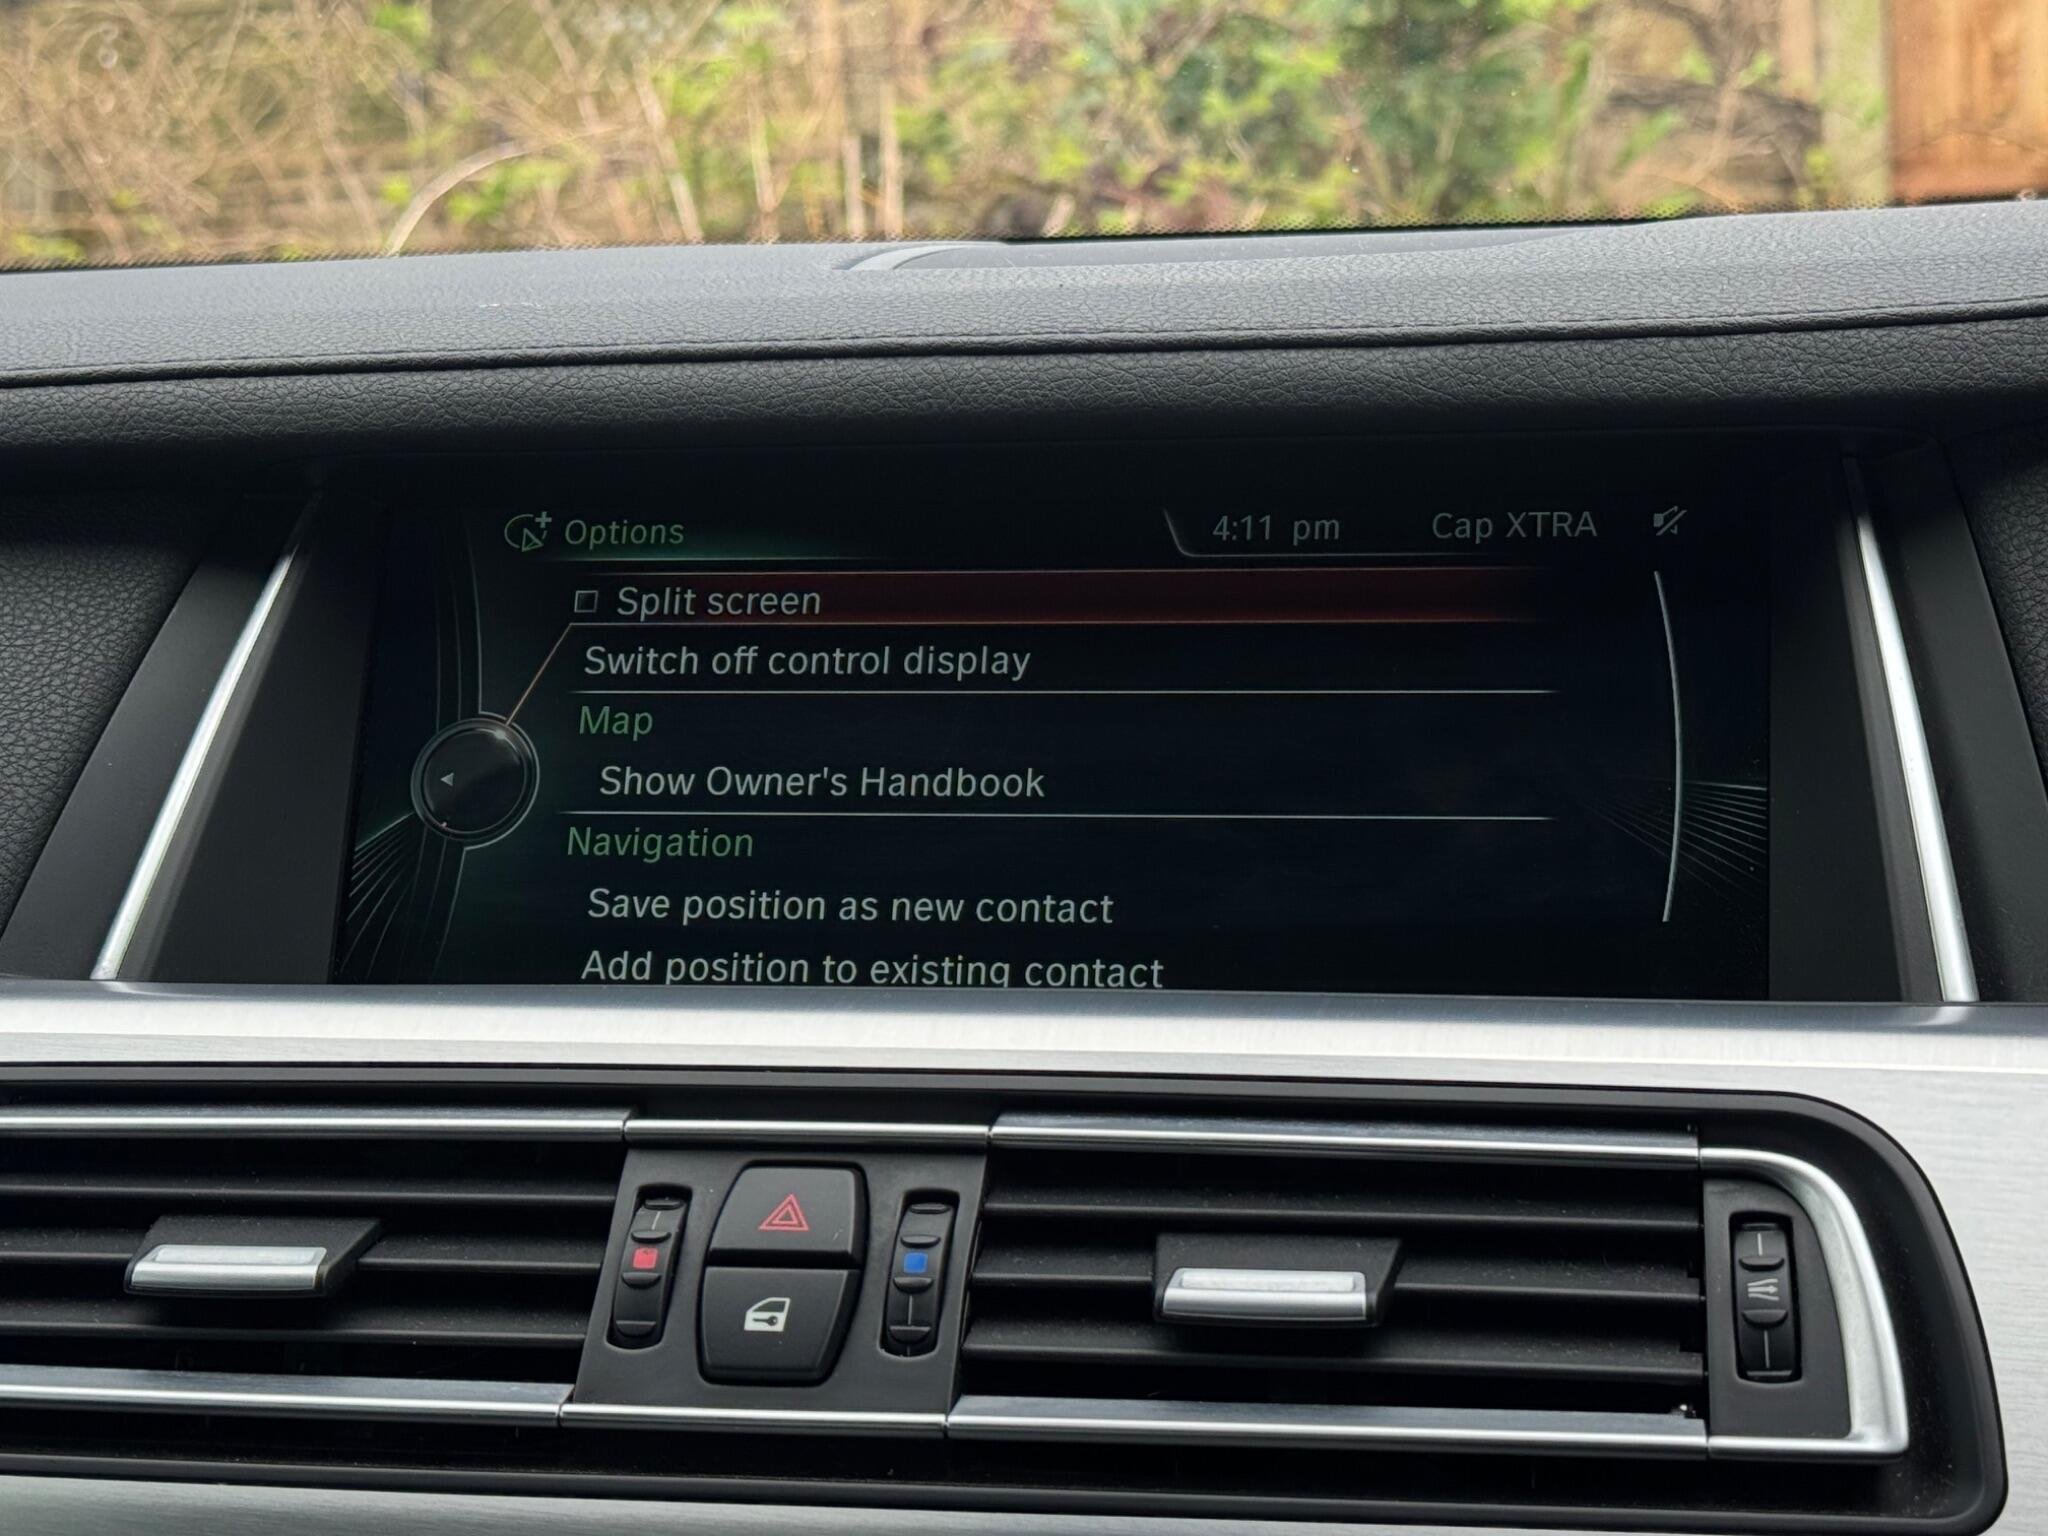 Options
4:11 pm
Cap XTRA
Split screen
Switch off control display
Map
Show Owner's Handbook
Navigation
Save position as new contact
Add position to existing contact